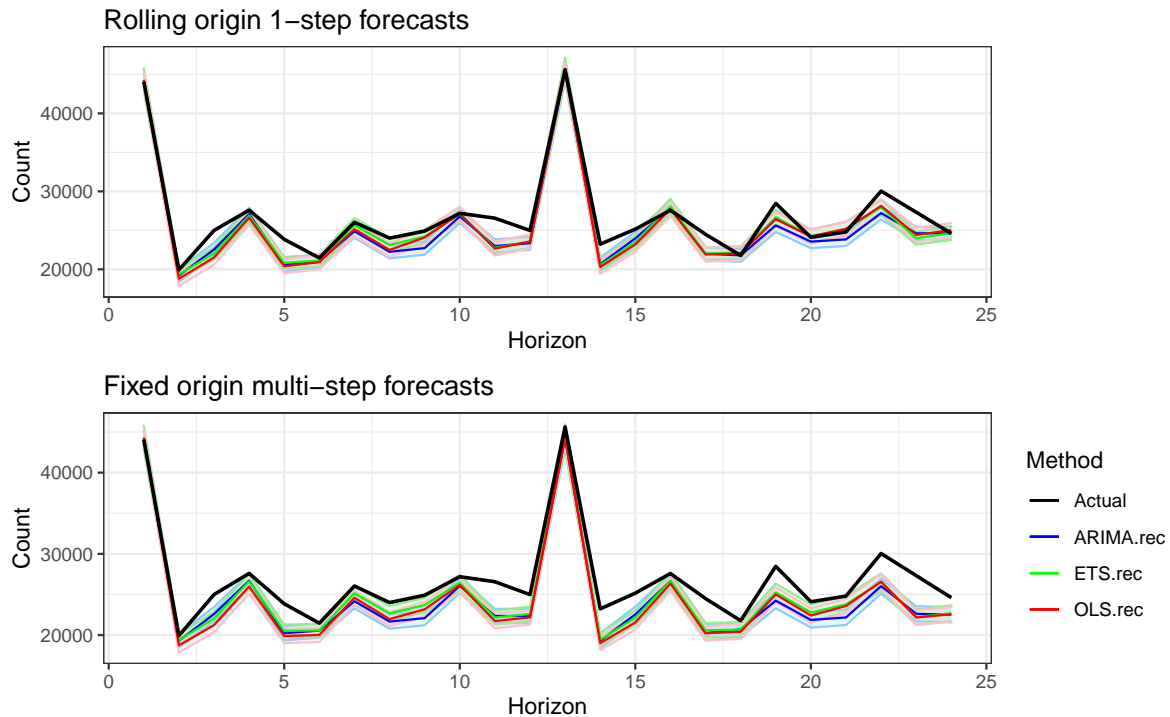 Rolling origin 1−step forecasts
Count
40000
30000
20000
0 5 10 15 20 25
Horizon
Fixed origin multi−step forecasts
Count
40000
30000
20000
0 5 10 15 20 25
Horizon
Method
Actual
ARIMA.rec
ETS.rec
OLS.rec